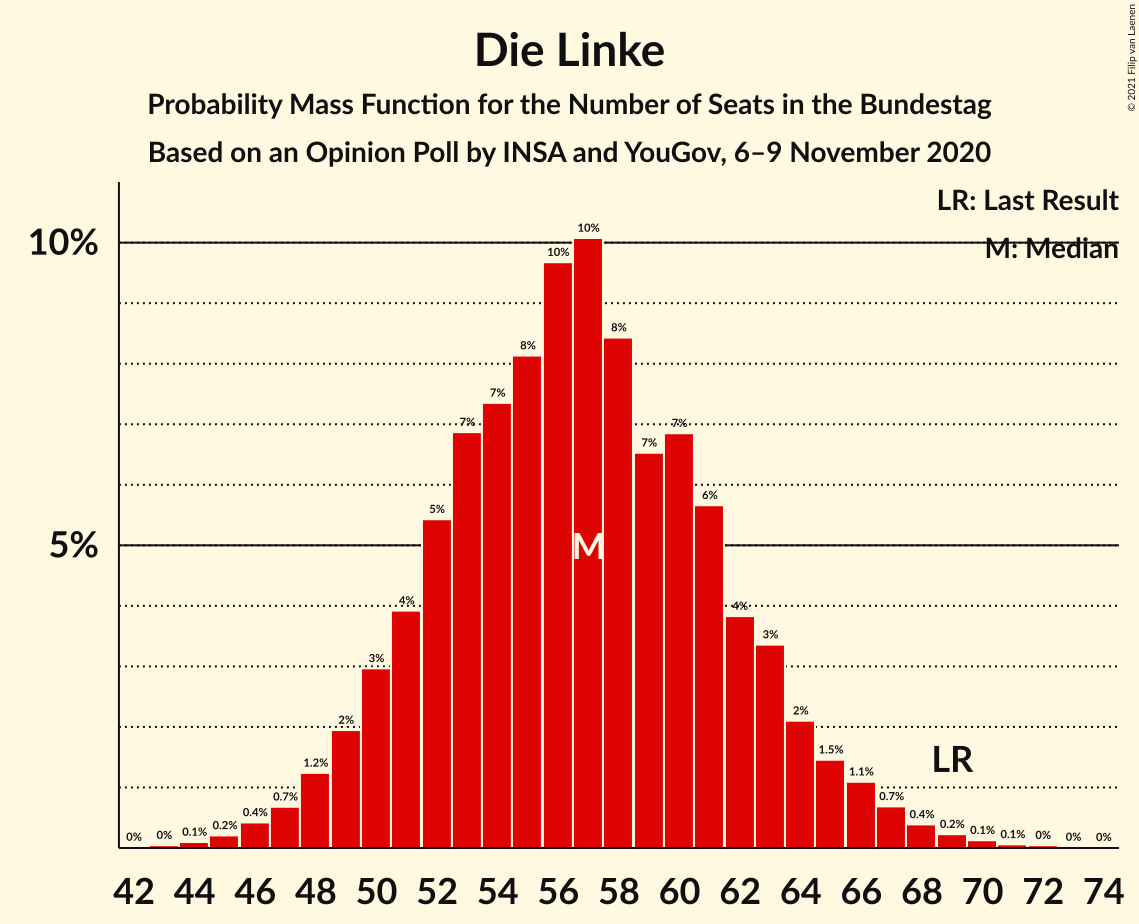 Die Linke
Probability Mass Function for the Number of Seats in the Bundestag
Based on an Opinion Poll by INSA and YouGov, 6–9 November 2020
© 2021 Filip van Laenen
LR: Last Result
M: Median
10%
5%
0% 0% 0.1% 0.2% 0.4% 0.7% 1.2% 2% 3% 4% 5% 7% 7% 8% 10% 10% 8% 7% 7% 6% 4% 3% 2% 1.5% 1.1% 0.7% 0.4% 0.2% 0.1% 0.1% 0% 0% 0%
M
LR
42 44 46 48 50 52 54 56 58 60 62 64 66 68 70 72 74